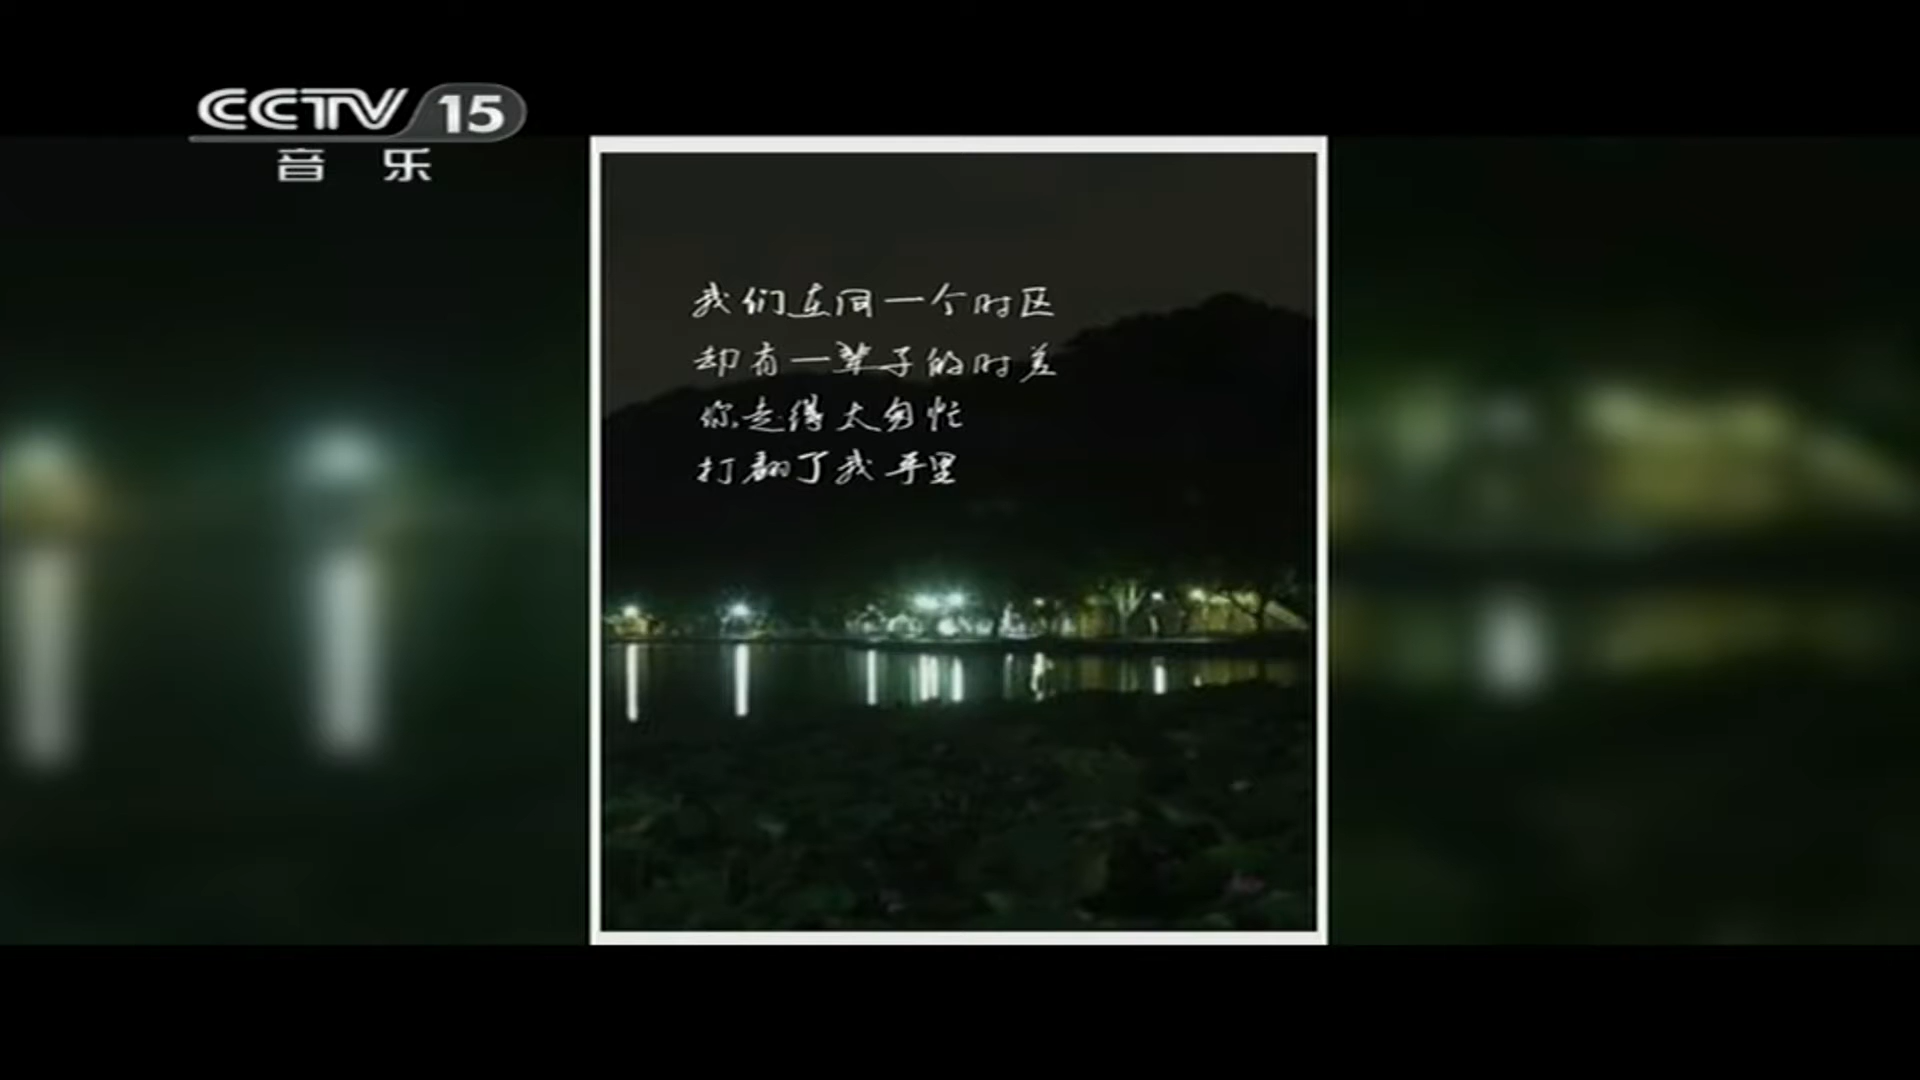 CCTV 15
音乐
我们在同一个时区
却有一辈子的时差
你走得太匆忙
打翻了我手里